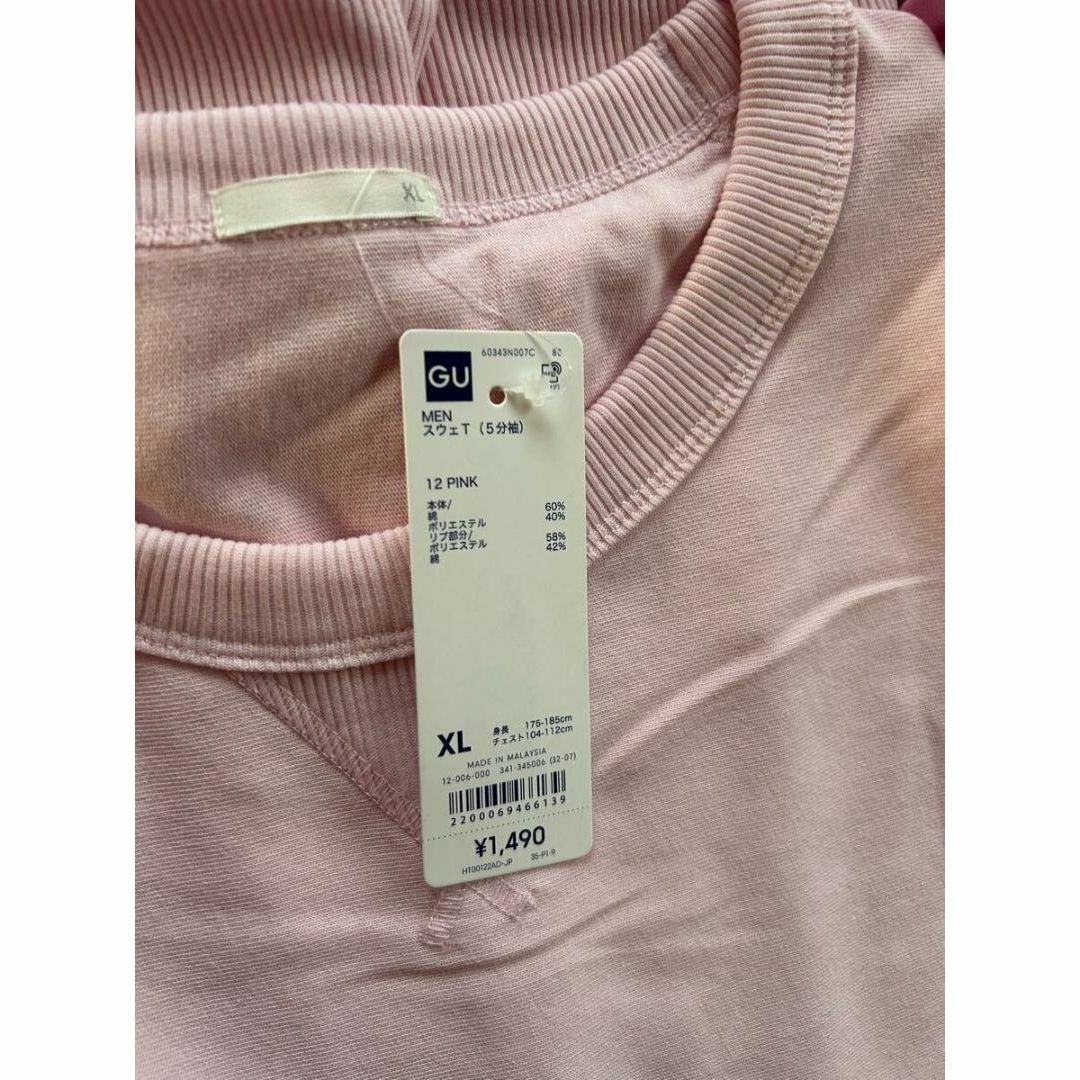 XL
60343N007C 80
GU
MEN
スウェT（5分袖）
12 PINK
本体/
綿 60%
ポリエステル 40%
リブ部分/
ポリエステル 58%
綿 42%
XL 身長 175-185cm
チェスト104-112cm
MADE IN MALAYSIA
12-006-000 341-345006 (32-07)
2200069466139
¥1,490
HT00122AD-JP 35-P1-9